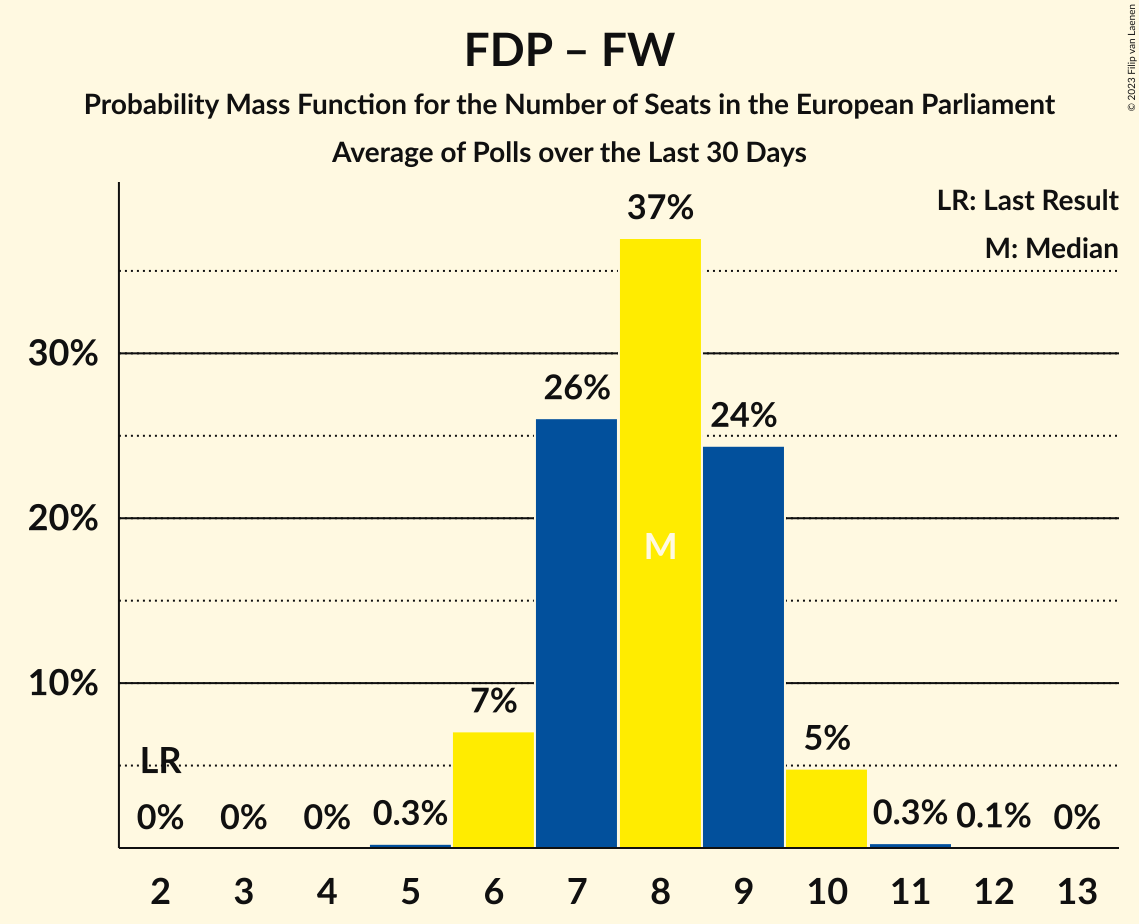 FDP – FW
Probability Mass Function for the Number of Seats in the European Parliament
Average of Polls over the Last 30 Days
© 2023 Filip van Laenen
LR: Last Result
M: Median
37%
30%
26%
24%
20%
M
10%
7%
5%
LR
0% 0% 0% 0.3% 0.3% 0.1% 0%
2 3 4 5 6 7 8 9 10 11 12 13